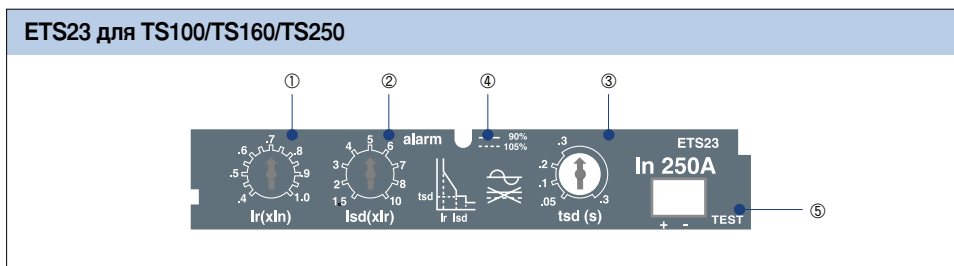 ETS23 для TS100/TS160/TS250
① ② ④ ③
.4 .5 .6 .7 .8 .9 1.0
Ir(xIn)
1.5 2 3 4 5 6 7 8 10
Isd(xIr)
alarm
90%
105%
tsd
Ir Isd
.05 .1 .2 .3 .3
tsd (s)
ETS23
In 250A
+ - TEST
⑤